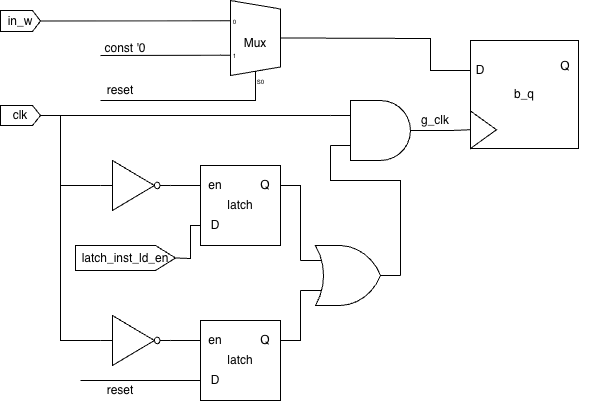 in_w
0
const '0
Mux
1
reset
S0
D
Q
b_q
clk
g_clk
en
Q
latch
D
latch_inst_ld_en
en
Q
latch
D
reset